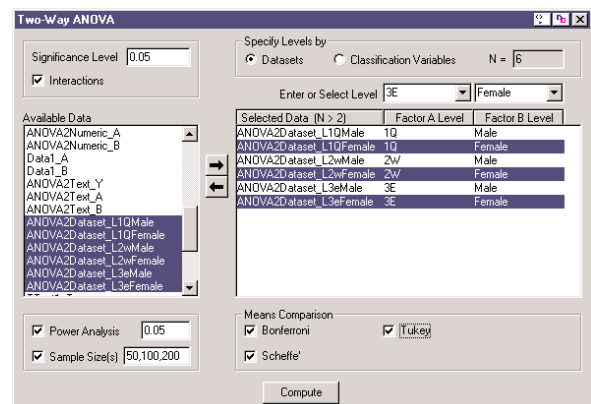 Two-Way ANOVA
Significance Level 0.05
Interactions
Specify Levels by
Datasets Classification Variables N = 6
Enter or Select Level 3E Female
Available Data
ANOVA2Numeric_A
ANOVA2Numeric_B
Data1_A
Data1_B
ANOVA2Text_Y
ANOVA2Text_A
ANOVA2Text_B
ANOVA2Dataset_L1QMale
ANOVA2Dataset_L1QFemale
ANOVA2Dataset_L2wMale
ANOVA2Dataset_L2wFemale
ANOVA2Dataset_L3eMale
ANOVA2Dataset_L3eFemale
Selected Data (N > 2) Factor A Level Factor B Level
ANOVA2Dataset_L1QMale 1Q Male
ANOVA2Dataset_L1QFemale 1Q Female
ANOVA2Dataset_L2wMale 2W Male
ANOVA2Dataset_L2wFemale 2W Female
ANOVA2Dataset_L3eMale 3E Male
ANOVA2Dataset_L3eFemale 3E Female
Power Analysis 0.05
Sample Size(s) 50,100,200
Means Comparison
Bonferroni Tukey
Scheffe'
Compute